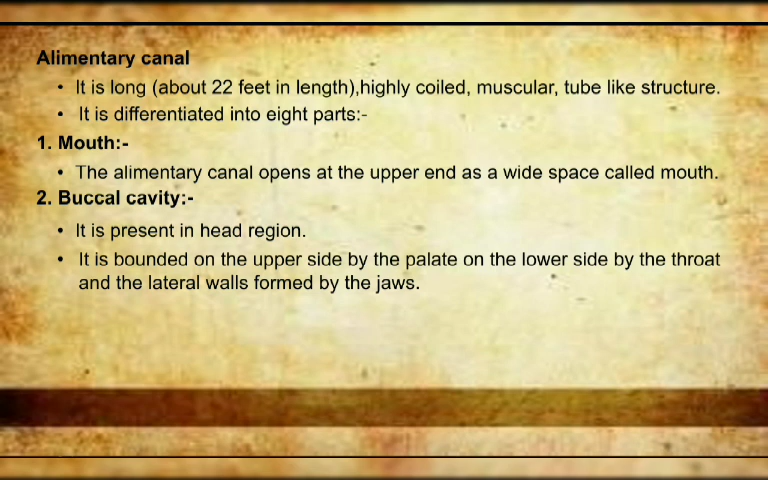 Alimentary canal
• It is long (about 22 feet in length),highly coiled, muscular, tube like structure.
• It is differentiated into eight parts:-
1. Mouth:-
• The alimentary canal opens at the upper end as a wide space called mouth.
2. Buccal cavity:-
• It is present in head region.
• It is bounded on the upper side by the palate on the lower side by the throat
and the lateral walls formed by the jaws.